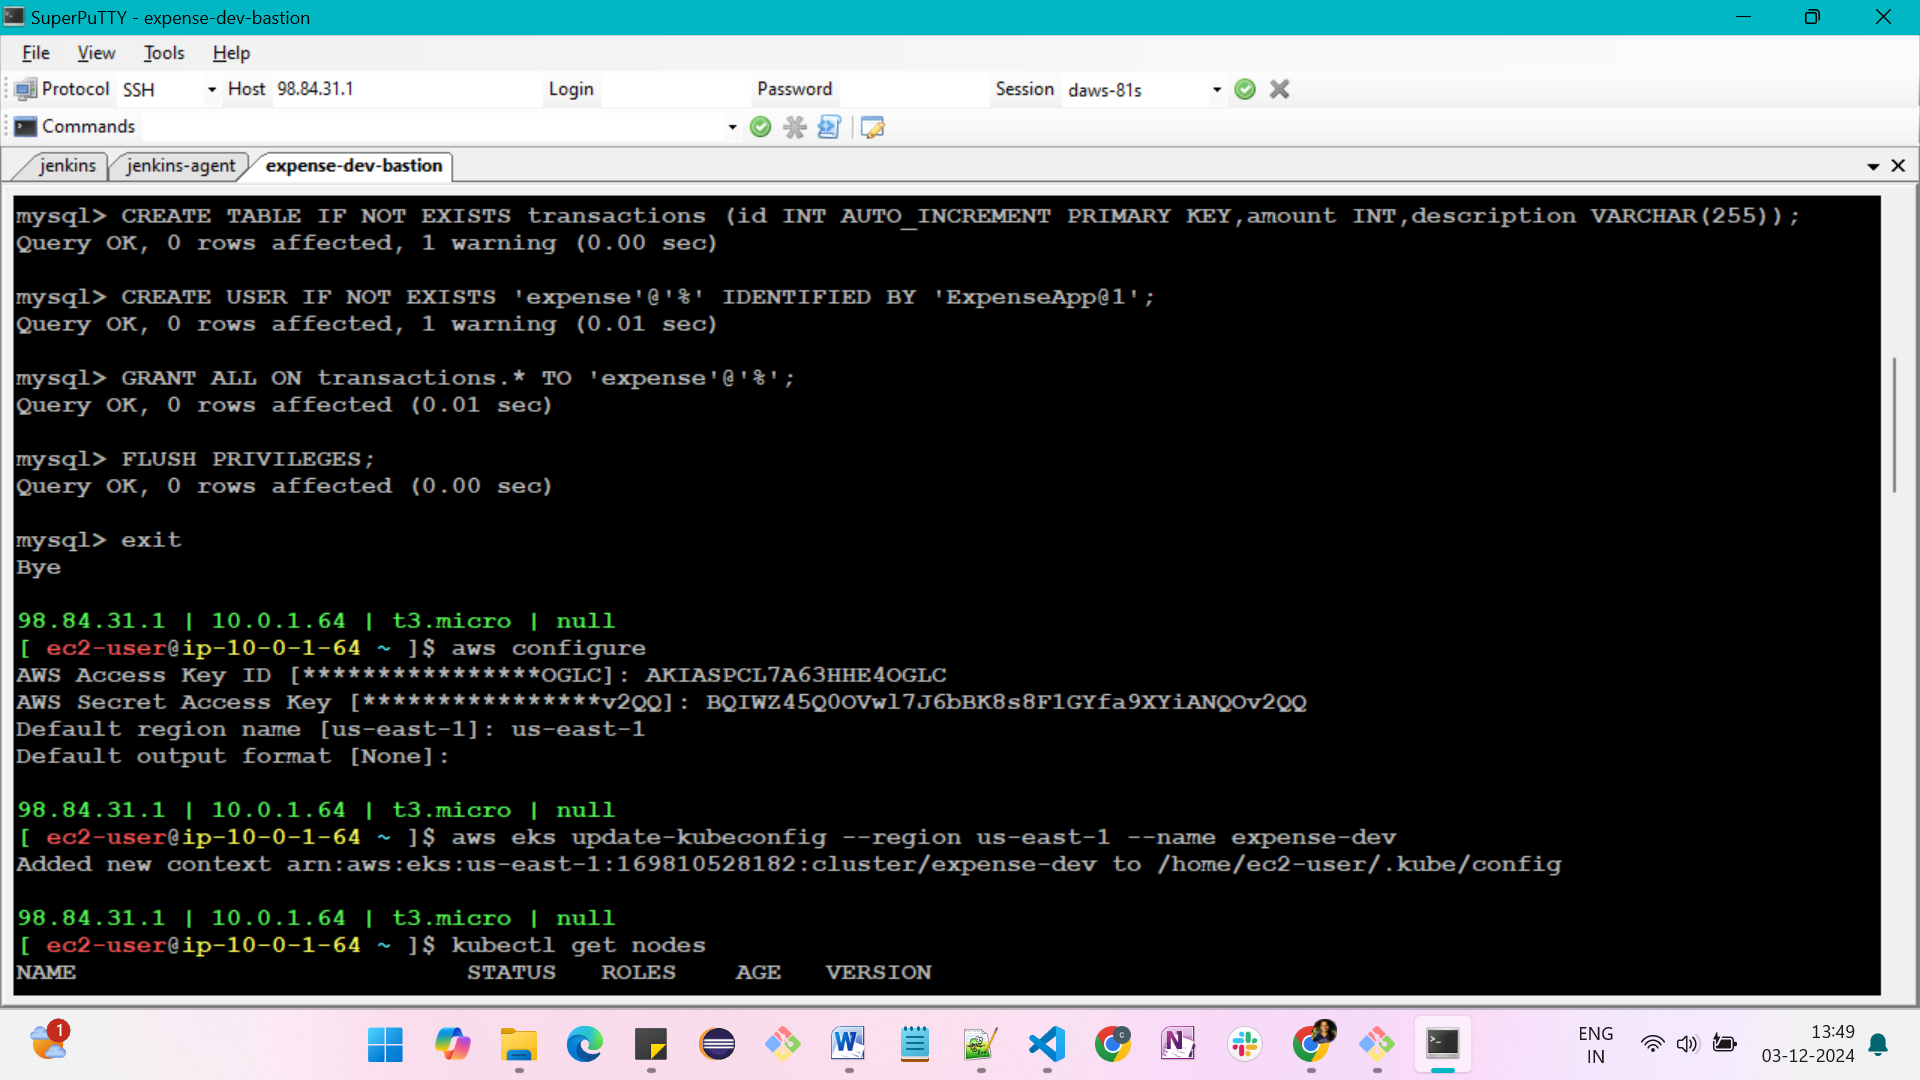 SuperPuTTY - expense-dev-bastion
File View Tools Help
Protocol SSH Host 98.84.31.1 Login Password Session daws-81s
Commands
jenkins jenkins-agent expense-dev-bastion
mysql> CREATE TABLE IF NOT EXISTS transactions (id INT AUTO_INCREMENT PRIMARY KEY,amount INT,description VARCHAR(255));
Query OK, 0 rows affected, 1 warning (0.00 sec)
mysql> CREATE USER IF NOT EXISTS 'expense'@'%' IDENTIFIED BY 'ExpenseApp@1';
Query OK, 0 rows affected, 1 warning (0.01 sec)
mysql> GRANT ALL ON transactions.* TO 'expense'@'%';
Query OK, 0 rows affected (0.01 sec)
mysql> FLUSH PRIVILEGES;
Query OK, 0 rows affected (0.00 sec)
mysql> exit
Bye
98.84.31.1 | 10.0.1.64 | t3.micro | null
[ ec2-user@ip-10-0-1-64 ~ ]$ aws configure
AWS Access Key ID [****************OGLC]: AKIASPCL7A63HHE4OGLC
AWS Secret Access Key [****************v2QQ]:
Default region name [us-east-1]: us-east-1
Default output format [None]:
98.84.31.1 | 10.0.1.64 | t3.micro | null
[ ec2-user@ip-10-0-1-64 ~ ]$ aws eks update-kubeconfig --region us-east-1 --name expense-dev
Added new context arn:aws:eks:us-east-1:169810528182:cluster/expense-dev to /home/ec2-user/.kube/config
98.84.31.1 | 10.0.1.64 | t3.micro | null
[ ec2-user@ip-10-0-1-64 ~ ]$ kubectl get nodes
NAME STATUS ROLES AGE VERSION
1
ENG
IN
13:49
03-12-2024